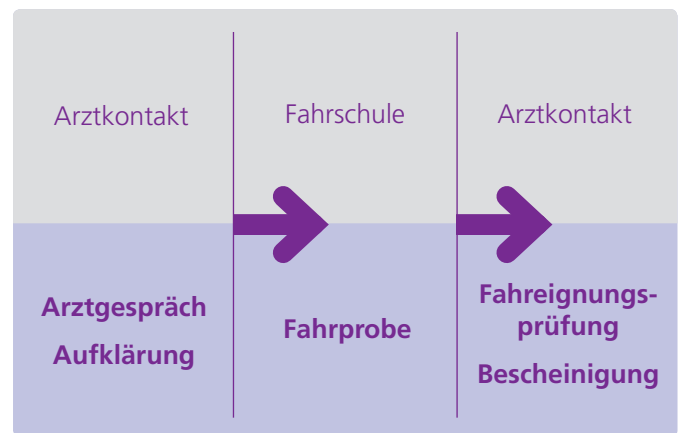 Arztkontakt
Fahrschule
Arztkontakt
Arztgespräch
Aufklärung
Fahrprobe
Fahreignungs-
prüfung
Bescheinigung